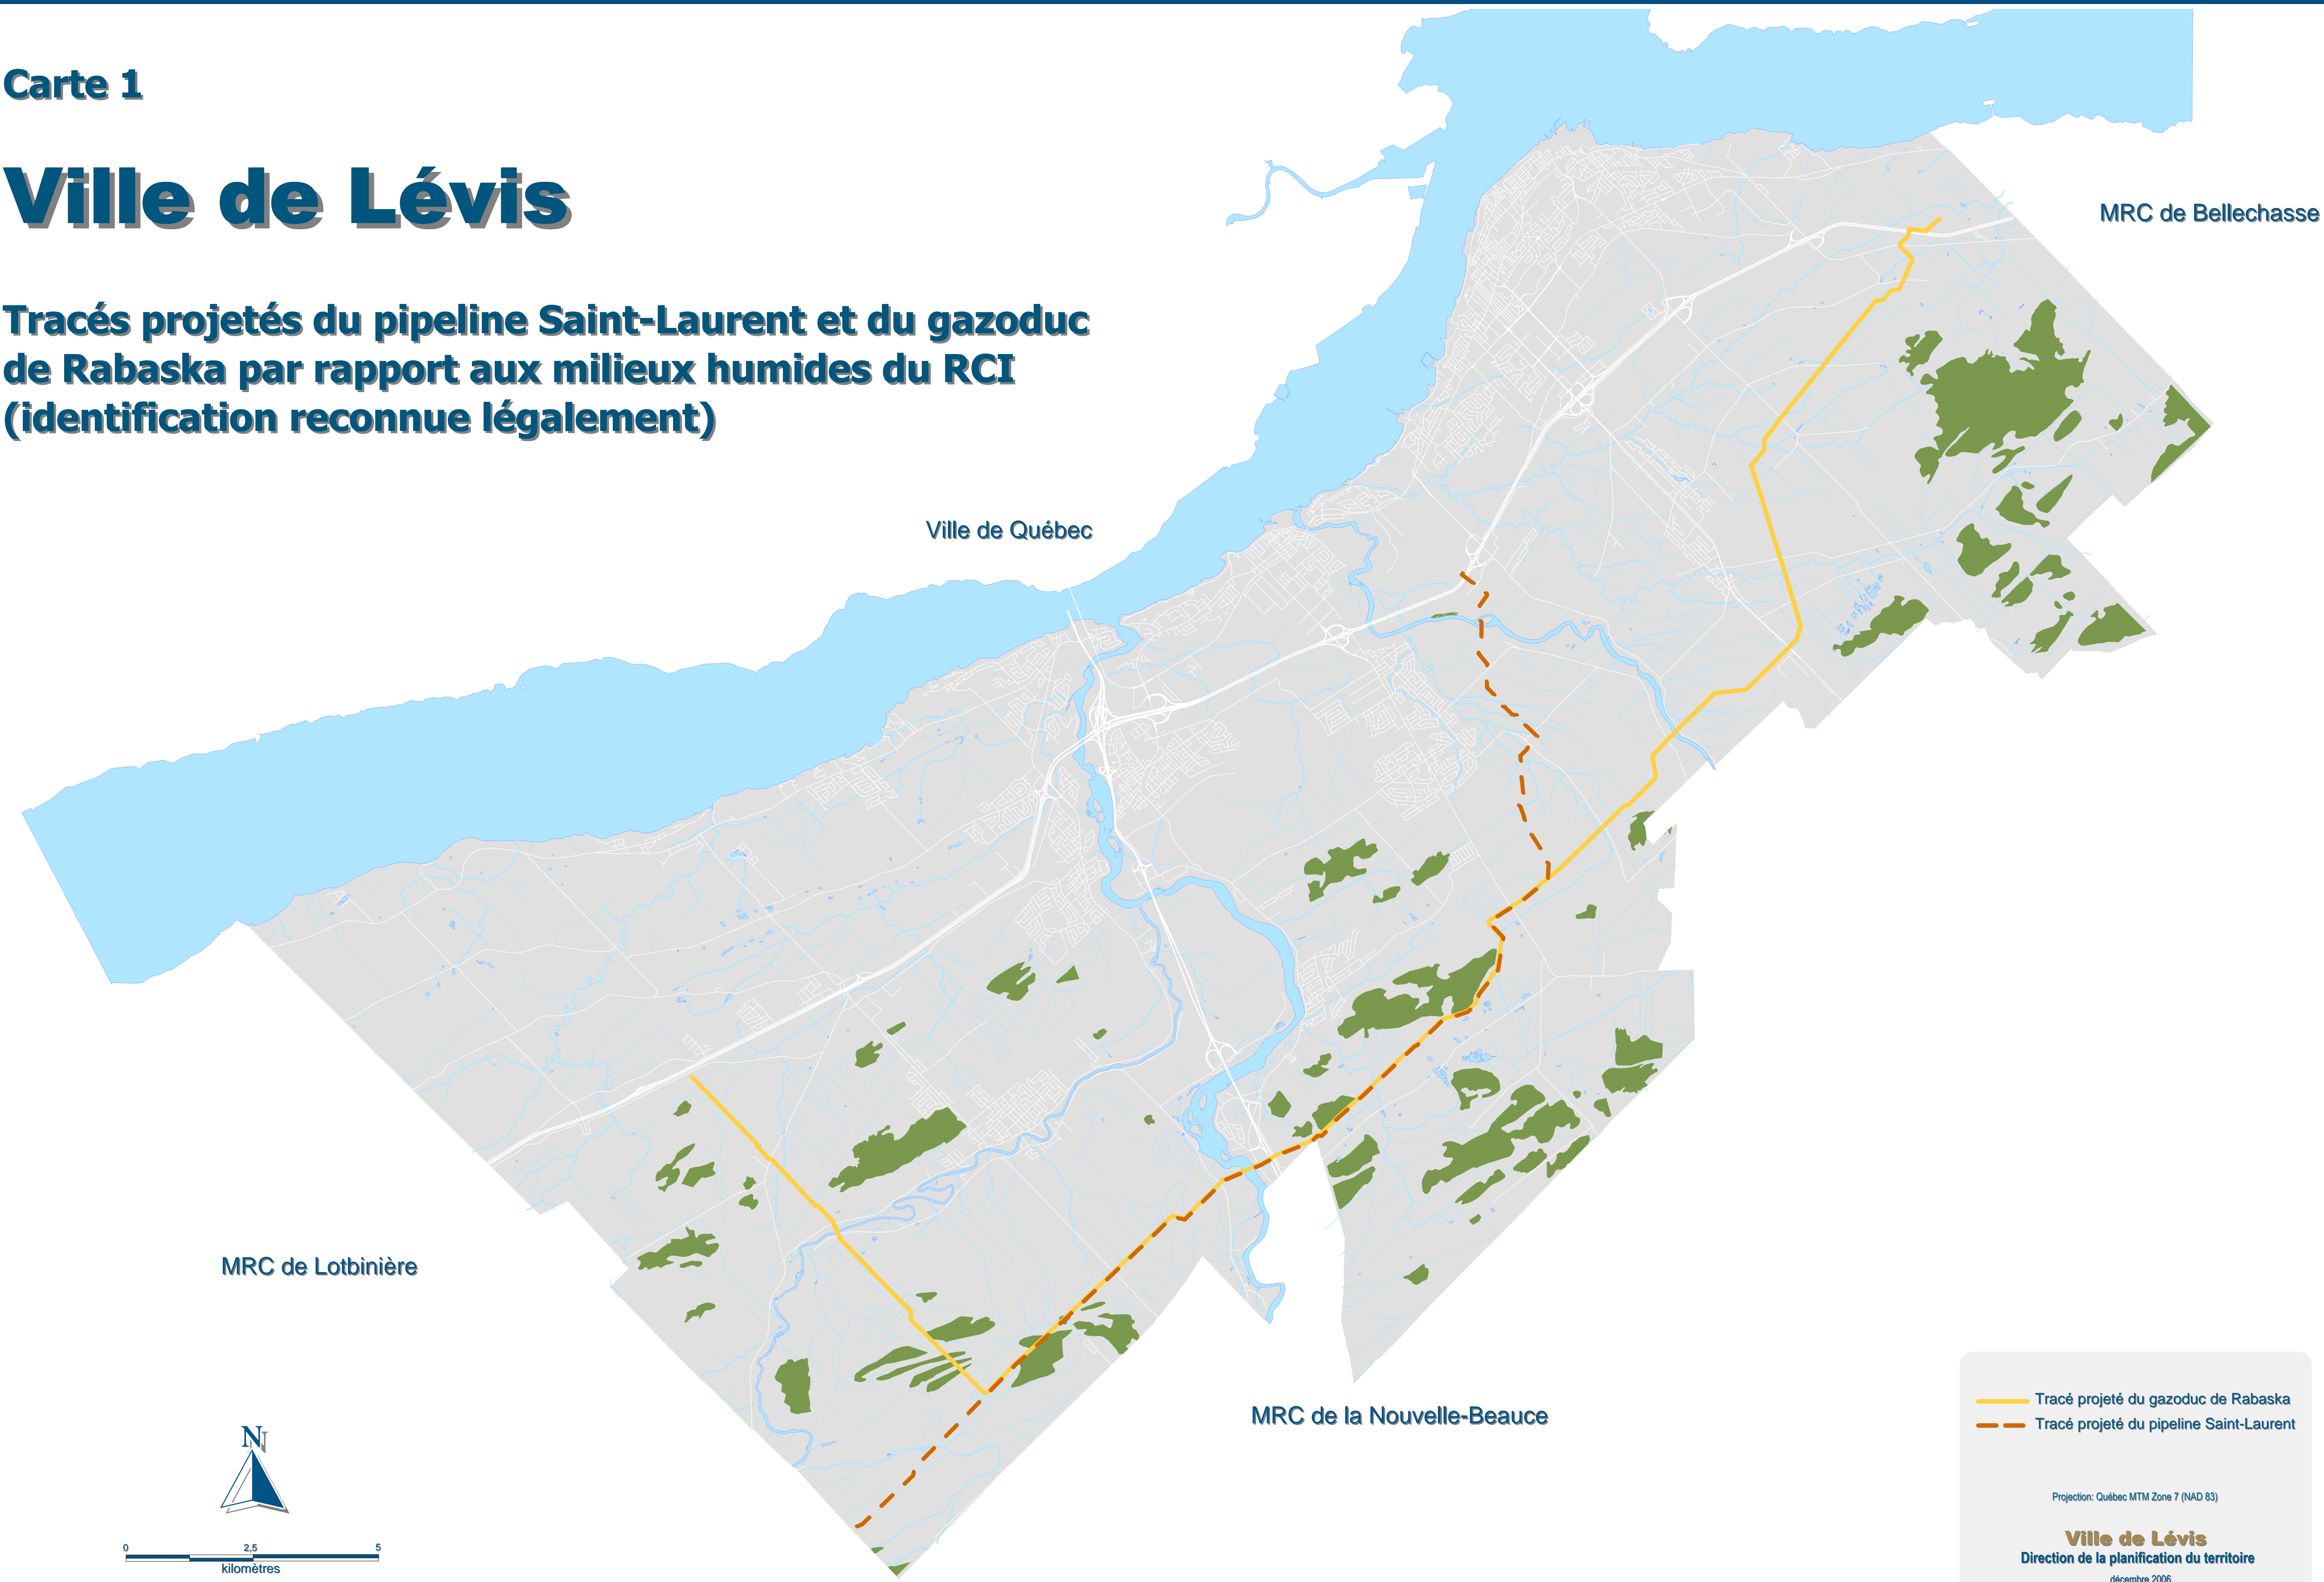 Carte 1
Ville de Lévis
Tracés projetés du pipeline Saint-Laurent et du gazoduc
de Rabaska par rapport aux milieux humides du RCI
(identification reconnue légalement)
MRC de Bellechasse
Ville de Québec
MRC de Lotbinière
MRC de la Nouvelle-Beauce
N
0 2,5 5
kilomètres
Tracé projeté du gazoduc de Rabaska
Tracé projeté du pipeline Saint-Laurent
Projection: Québec MTM Zone 7 (NAD 83)
Ville de Lévis
Direction de la planification du territoire
décembre 2006